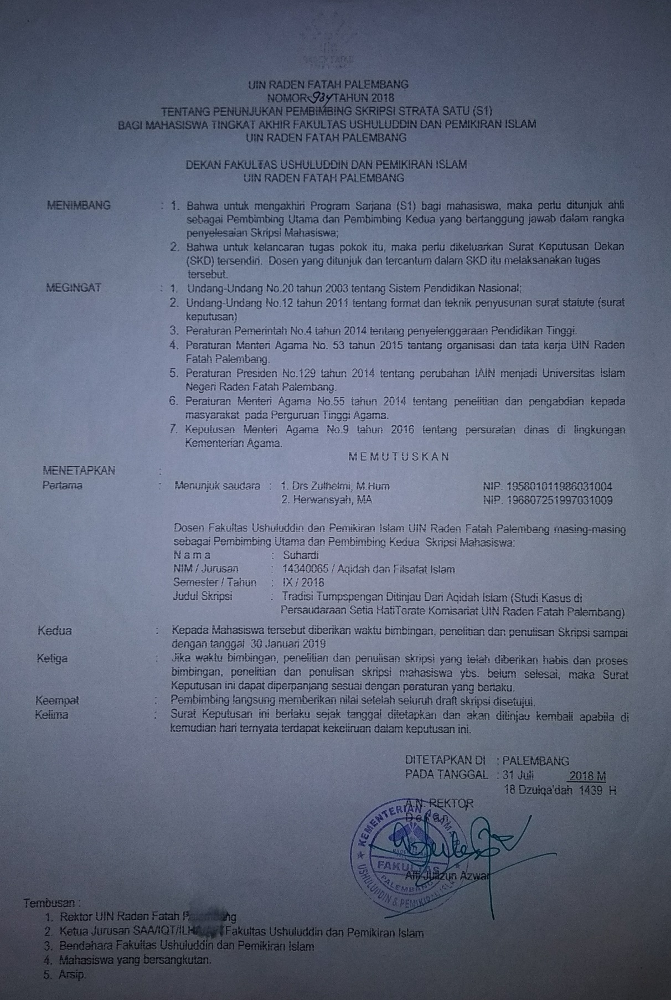 RADEN FATAH
UIN RADEN FATAH PALEMBANG
NOMOR 934 TAHUN 2018
TENTANG PENUNJUKAN PEMBIMBING SKRIPSI STRATA SATU (S1)
BAGI MAHASISWA TINGKAT AKHIR FAKULTAS USHULUDDIN DAN PEMIKIRAN ISLAM
UIN RADEN FATAH PALEMBANG
DEKAN FAKULTAS USHULUDDIN DAN PEMIKIRAN ISLAM
UIN RADEN FATAH PALEMBANG
MENIMBANG : 1. Bahwa untuk mengakhiri Program Sarjana (S1) bagi mahasiswa, maka perlu ditunjuk ahli
sebagai Pembimbing Utama dan Pembimbing Kedua yang bertanggung jawab dalam rangka
penyelesaian Skripsi Mahasiswa;
2. Bahwa untuk kelancaran tugas pokok itu, maka perlu dikeluarkan Surat Keputusan Dekan
(SKD) tersendiri. Dosen yang ditunjuk dan tercantum dalam SKD itu melaksanakan tugas
tersebut.
MEGINGAT : 1. Undang-Undang No.20 tahun 2003 tentang Sistem Pendidikan Nasional;
2. Undang-Undang No.12 tahun 2011 tentang format dan teknik penyusunan surat statute (surat
keputusan)
3. Peraturan Pemerintah No.4 tahun 2014 tentang penyelenggaraan Pendidikan Tinggi.
4. Peraturan Menteri Agama No. 53 tahun 2015 tentang organisasi dan tata kerja UIN Raden
Fatah Palembang.
5. Peraturan Presiden No.129 tahun 2014 tentang perubahan IAIN menjadi Universitas Islam
Negeri Raden Fatah Palembang.
6. Peraturan Menteri Agama No.55 tahun 2014 tentang penelitian dan pengabdian kepada
masyarakat pada Perguruan Tinggi Agama.
7. Keputusan Menteri Agama No.9 tahun 2016 tentang persuratan dinas di lingkungan
Kementerian Agama.
M E M U T U S K A N
MENETAPKAN :
Pertama : Menunjuk saudara : 1. Drs Zulhelmi, M.Hum NIP. 195801011986031004
2. Herwansyah, MA NIP. 196807251997031009
Dosen Fakultas Ushuluddin dan Pemikiran Islam UIN Raden Fatah Palembang masing-masing
sebagai Pembimbing Utama dan Pembimbing Kedua Skripsi Mahasiswa:
N a m a : Suhardi
NIM / Jurusan : 14340065 / Aqidah dan Filsafat Islam
Semester / Tahun : IX / 2018
Judul Skripsi : Tradisi Tumpspengan Ditinjau Dari Aqidah Islam (Studi Kasus di
Persaudaraan Setia HatiTerate Komisariat UIN Raden Fatah Palembang)
Kedua : Kepada Mahasiswa tersebut diberikan waktu bimbingan, penelitian dan penulisan Skripsi sampai
dengan tanggal 30 Januari 2019
Ketiga : Jika waktu bimbingan, penelitian dan penulisan skripsi yang telah diberikan habis dan proses
bimbingan, penelitian dan penulisan skripsi mahasiswa ybs. belum selesai, maka Surat
Keputusan ini dapat diperpanjang sesuai dengan peraturan yang berlaku.
Keempat : Pembimbing langsung memberikan nilai setelah seluruh draft skripsi disetujui.
Kelima : Surat Keputusan ini berlaku sejak tanggal ditetapkan dan akan ditinjau kembali apabila di
kemudian hari ternyata terdapat kekeliruan dalam keputusan ini.
DITETAPKAN DI : PALEMBANG
PADA TANGGAL : 31 Juli 2018 M
18 Dzulqa'dah 1439 H
A.N. REKTOR
D e k a n,
KEMENTERIAN AGAMA
RADEN FATAH
FAKULTAS
PALEMBANG
USHULUDDIN & PEMIKIRAN ISLAM
Alfi Julizun Azwar
Tembusan :
1. Rektor UIN Raden Fatah Palembang
2. Ketua Jurusan SAA/IQT/ILH Fakultas Ushuluddin dan Pemikiran Islam
3. Bendahara Fakultas Ushuluddin dan Pemikiran Islam
4. Mahasiswa yang bersangkutan.
5. Arsip.